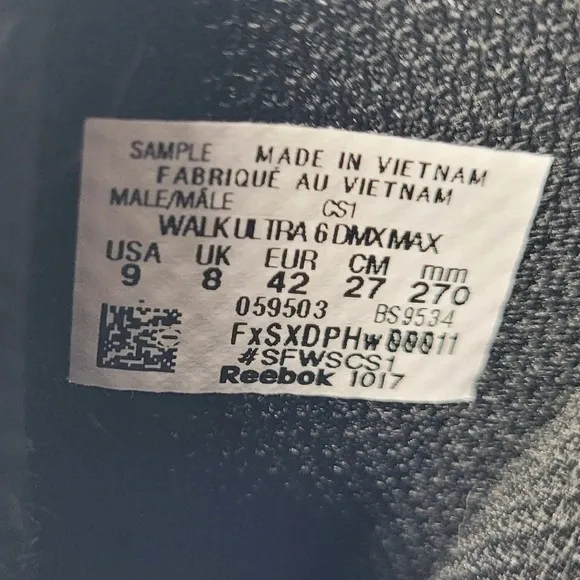 SAMPLE MADE IN VIETNAM
FABRIQUÉ AU VIETNAM
MALE/MÂLE CS1
WALK ULTRA 6 DMX MAX
USA UK EUR CM mm
9 8 42 27 270
059503 BS9534
FxSXDPHw00011
#SFWSCS1
Reebok 1017